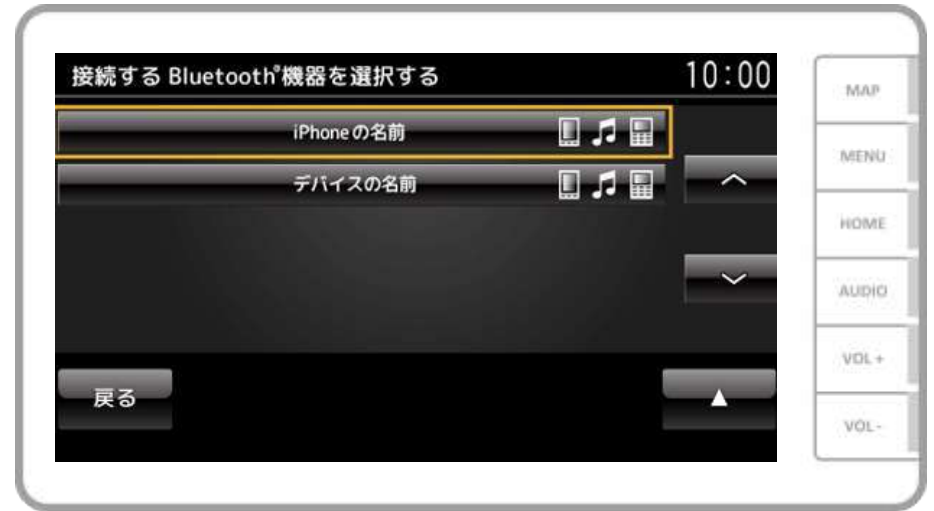 接続する Bluetooth®機器を選択する 10:00
iPhoneの名前
デバイスの名前
戻る
▲
MAP
MENU
HOME
AUDIO
VOL +
VOL -